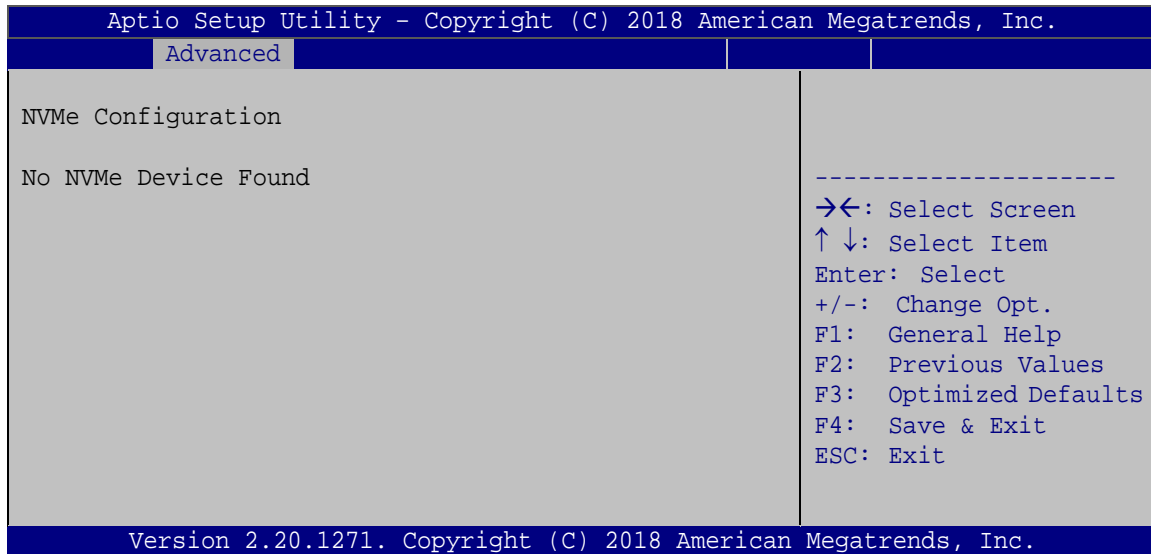 Aptio Setup Utility – Copyright (C) 2018 American Megatrends, Inc.
Advanced
NVMe Configuration
No NVMe Device Found
---------------------
→←: Select Screen
↑ ↓: Select Item
Enter: Select
+/-: Change Opt.
F1: General Help
F2: Previous Values
F3: Optimized Defaults
F4: Save & Exit
ESC: Exit
Version 2.20.1271. Copyright (C) 2018 American Megatrends, Inc.